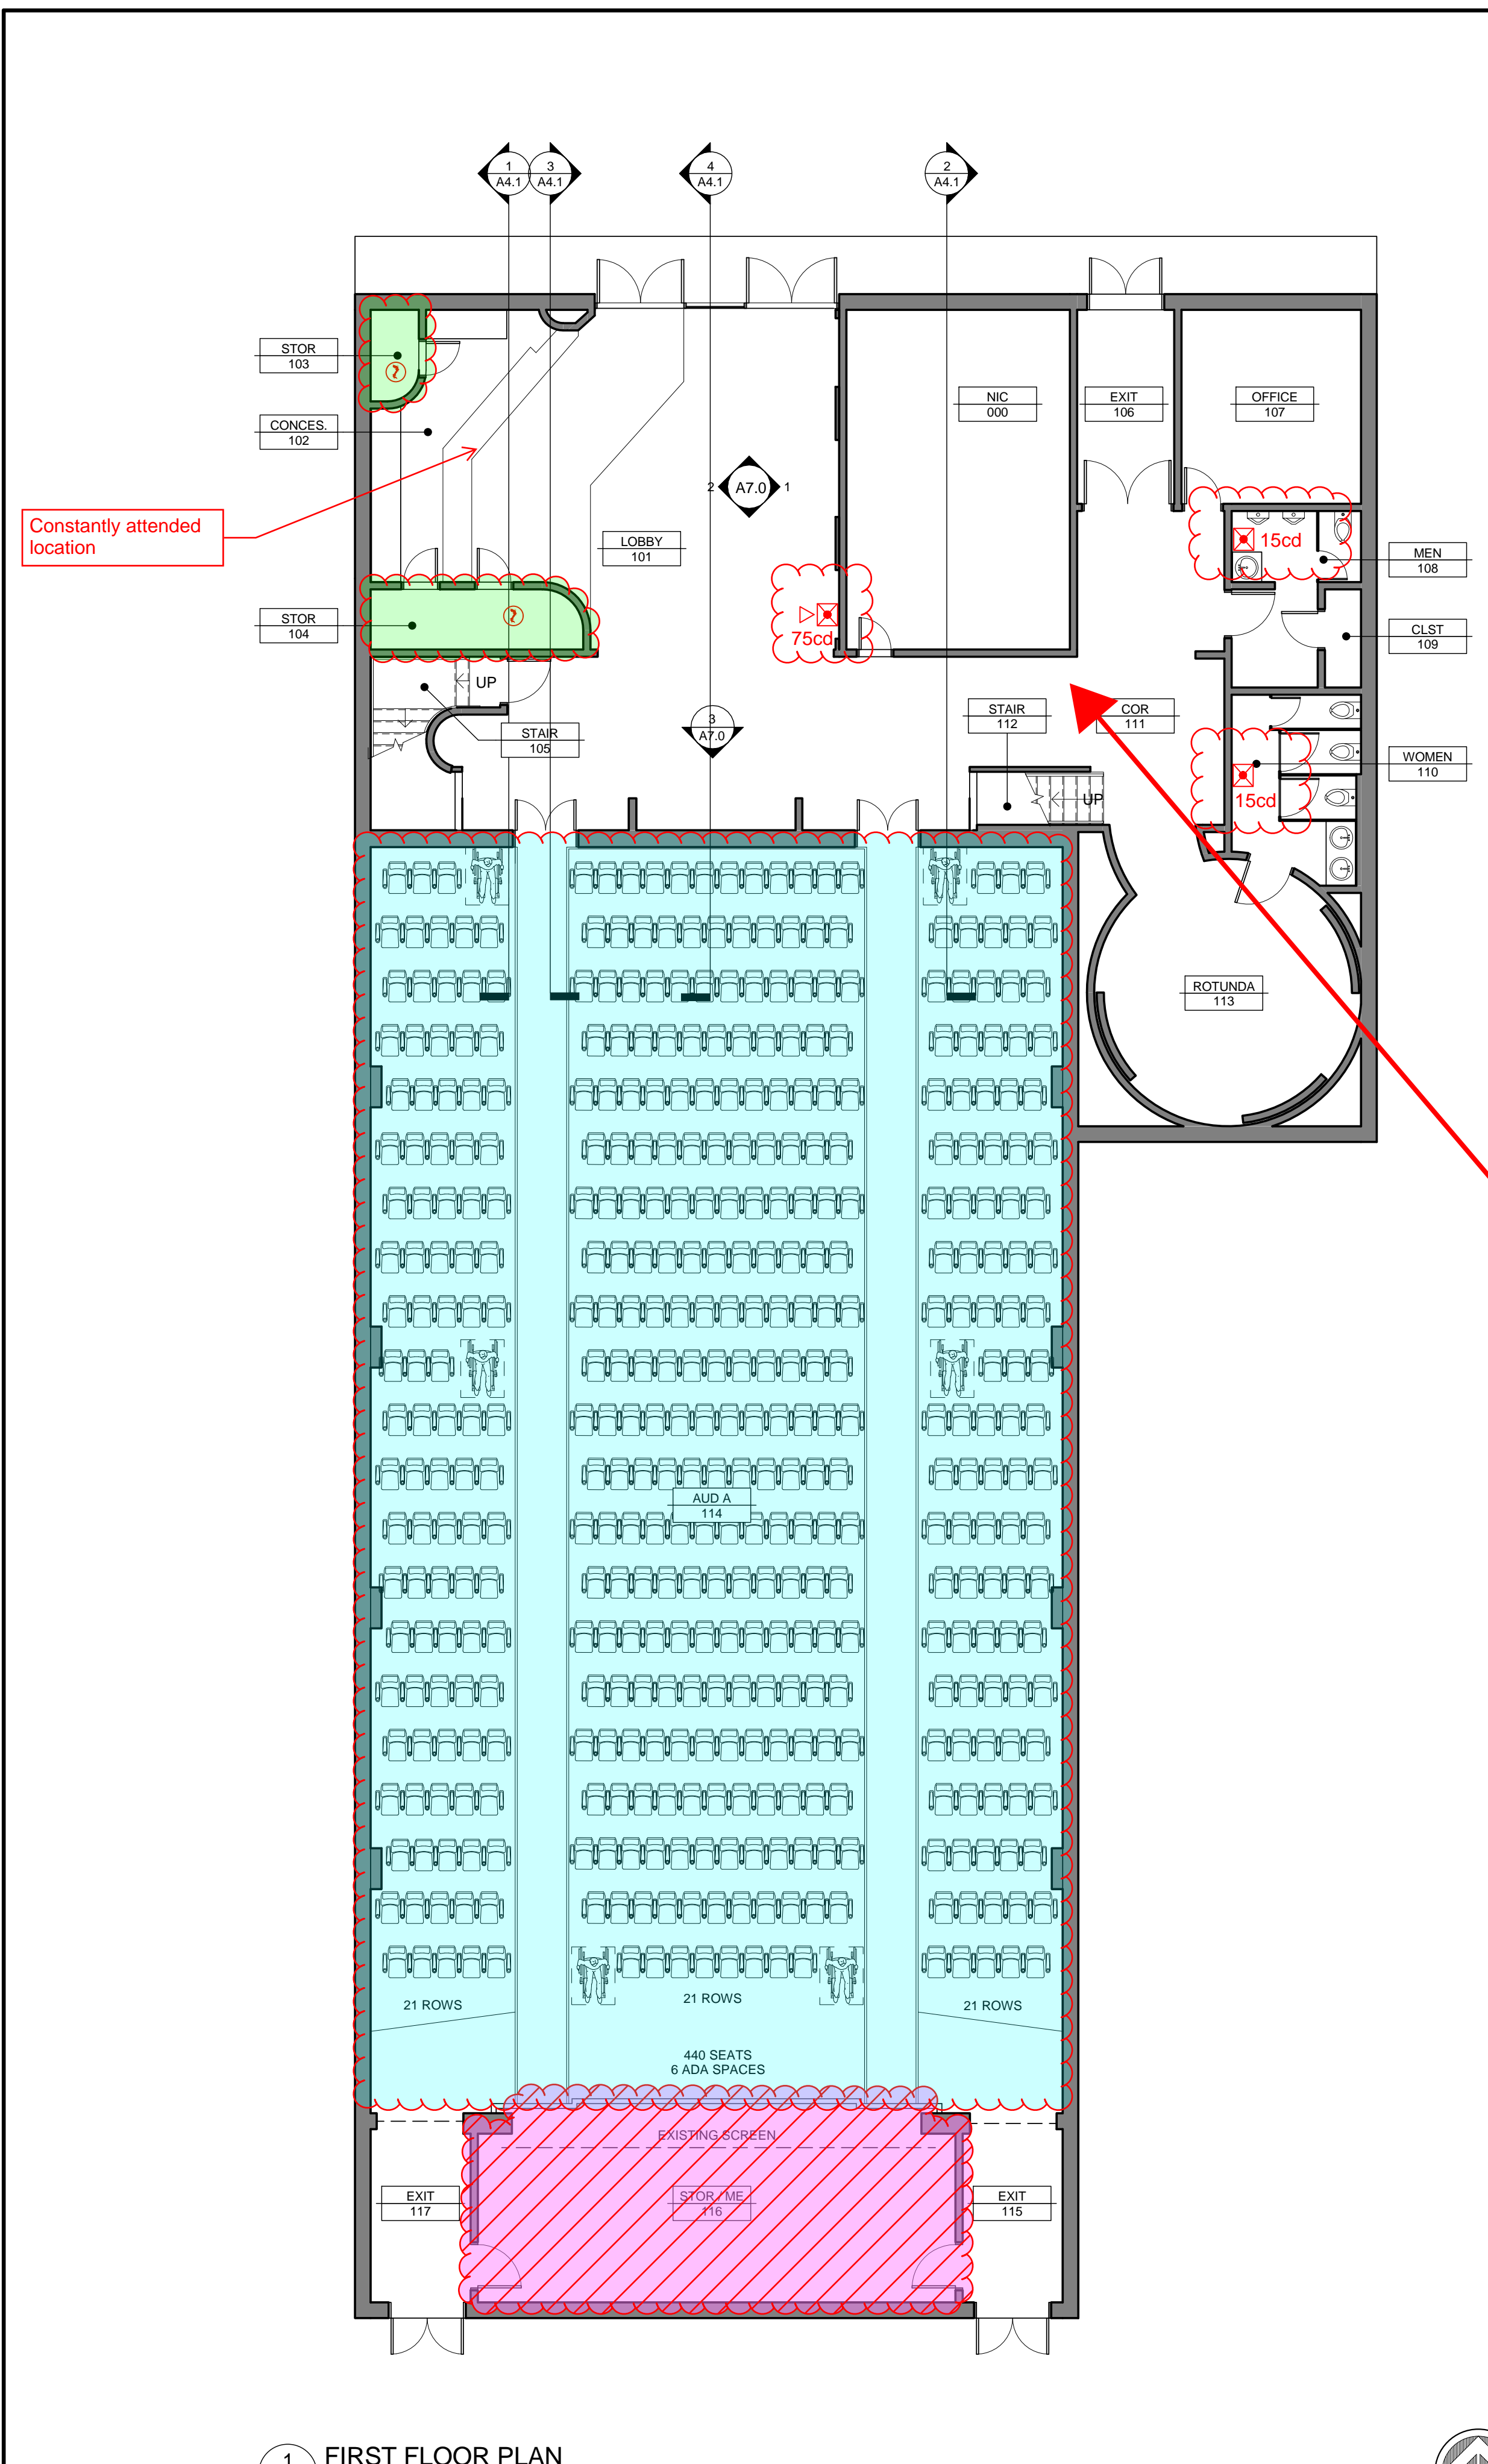 1
A4.1
3
A4.1
4
A4.1
2
A4.1
STOR
103
CONCES.
102
NIC
000
EXIT
106
OFFICE
107
2
A7.0
1
Constantly attended
location
LOBBY
101
15cd
MEN
108
STOR
104
75cd
CLST
109
UP
STAIR
105
3
A7.0
STAIR
112
COR
111
WOMEN
110
15cd
UP
ROTUNDA
113
AUD A
114
21 ROWS
21 ROWS
21 ROWS
440 SEATS
6 ADA SPACES
EXISTING SCREEN
EXIT
117
STOR / ME
116
EXIT
115
1
FIRST FLOOR PLAN